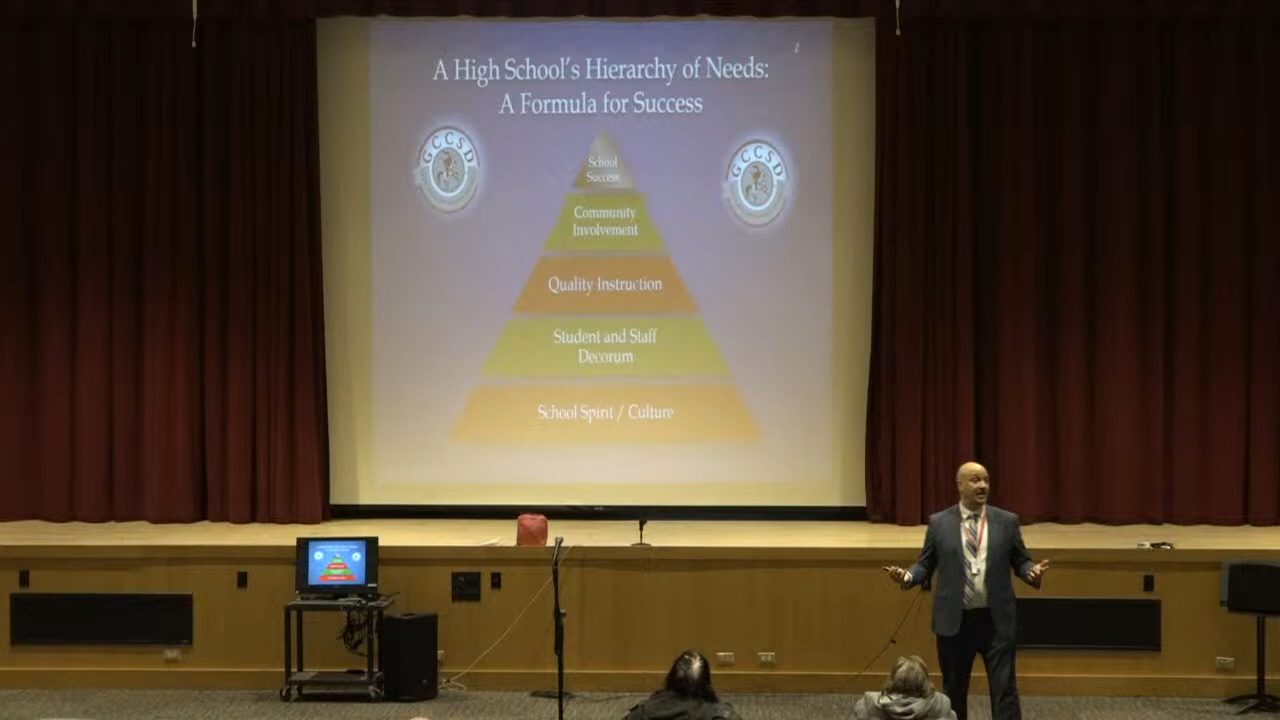 A High School's Hierarchy of Needs:
A Formula for Success
GCCSD
GCCSD
School
Success
Community
Involvement
Quality Instruction
Student and Staff
Decorum
School Spirit / Culture